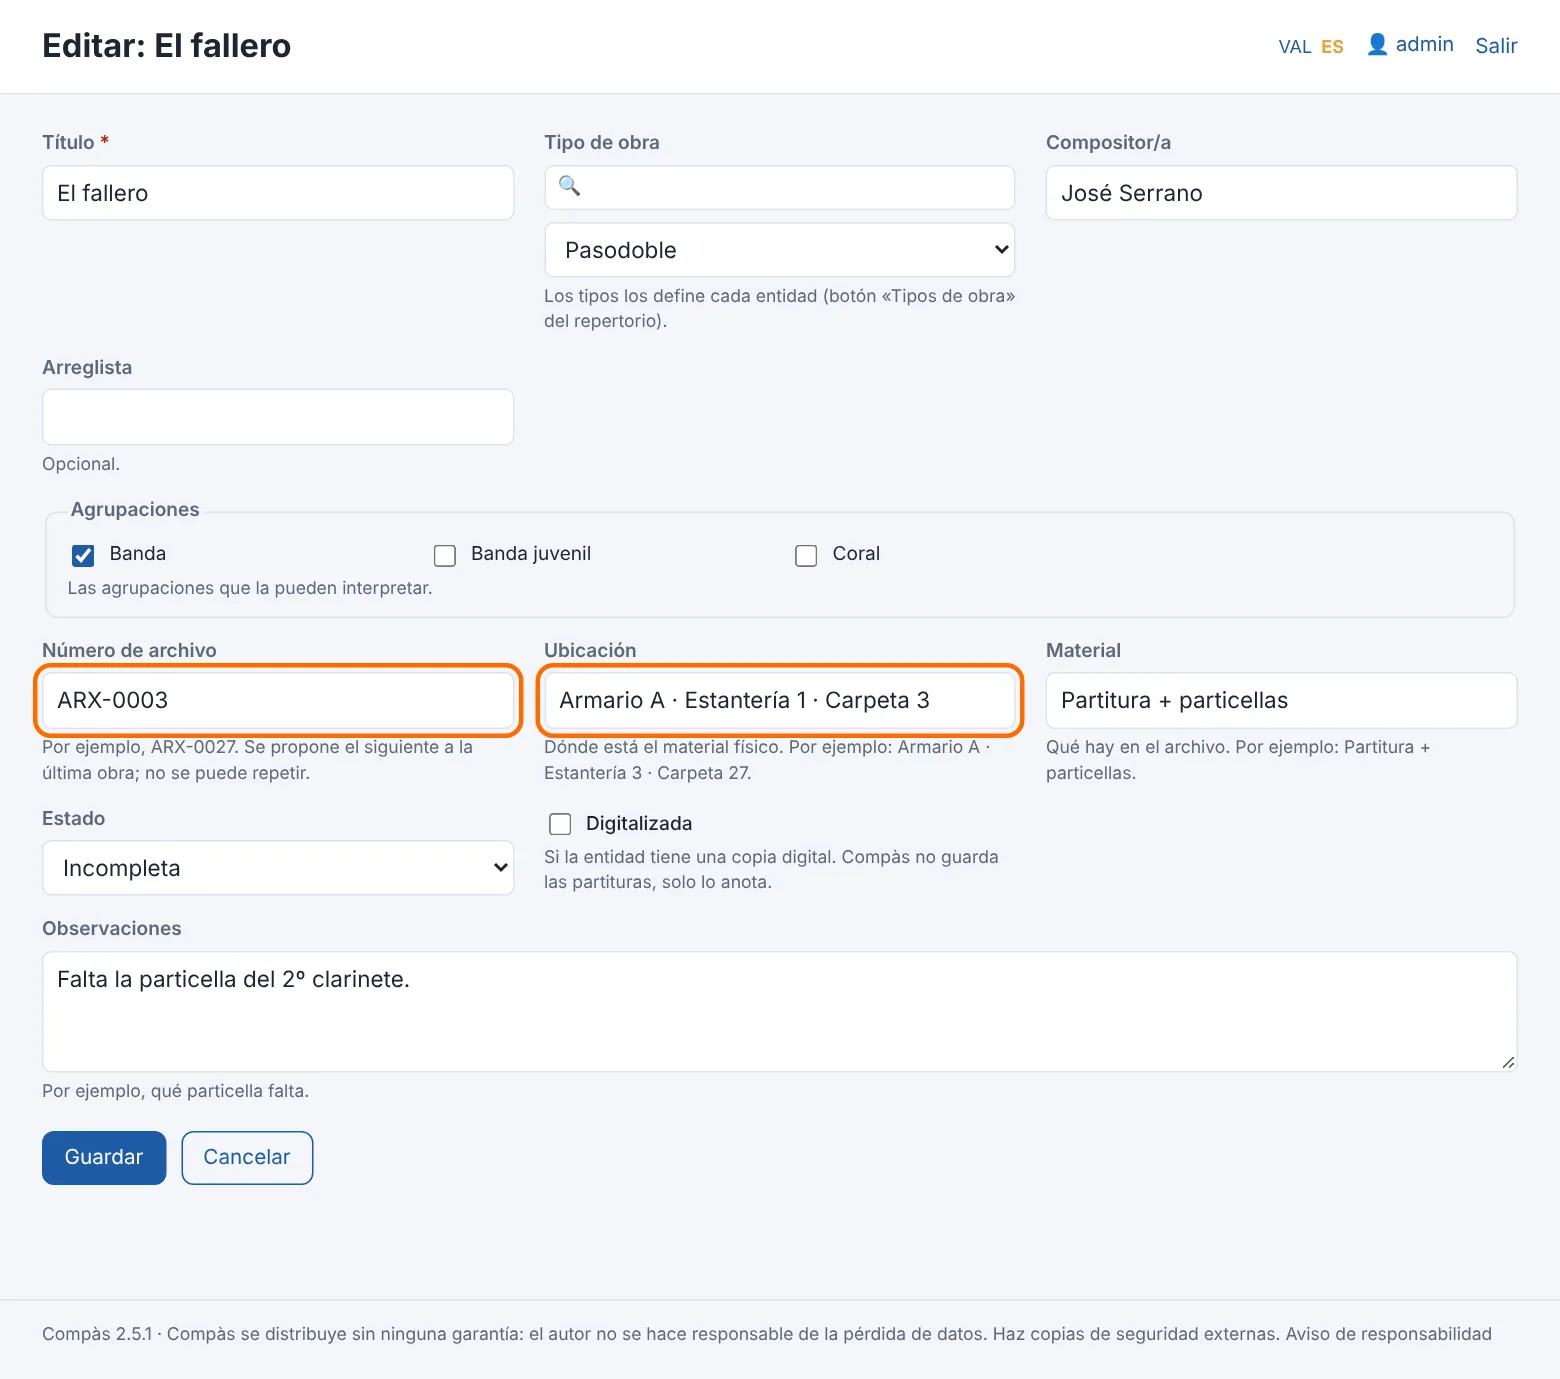 Editar: El fallero
VAL ES admin Salir
Título *
El fallero
Tipo de obra
Pasodoble
Los tipos los define cada entidad (botón «Tipos de obra»
del repertorio).
Compositor/a
José Serrano
Arreglista
Opcional.
Agrupaciones
Banda
Banda juvenil
Coral
Las agrupaciones que la pueden interpretar.
Número de archivo
ARX-0003
Por ejemplo, ARX-0027. Se propone el siguiente a la
última obra; no se puede repetir.
Ubicación
Armario A · Estantería 1 · Carpeta 3
Dónde está el material físico. Por ejemplo: Armario A ·
Estantería 3 · Carpeta 27.
Material
Partitura + particellas
Qué hay en el archivo. Por ejemplo: Partitura +
particellas.
Estado
Incompleta
Digitalizada
Si la entidad tiene una copia digital. Compàs no guarda
las partituras, solo lo anota.
Observaciones
Falta la particella del 2º clarinete.
Por ejemplo, qué particella falta.
Guardar
Cancelar
Compàs 2.5.1 · Compàs se distribuye sin ninguna garantía: el autor no se hace responsable de la pérdida de datos. Haz copias de seguridad externas. Aviso de responsabilidad